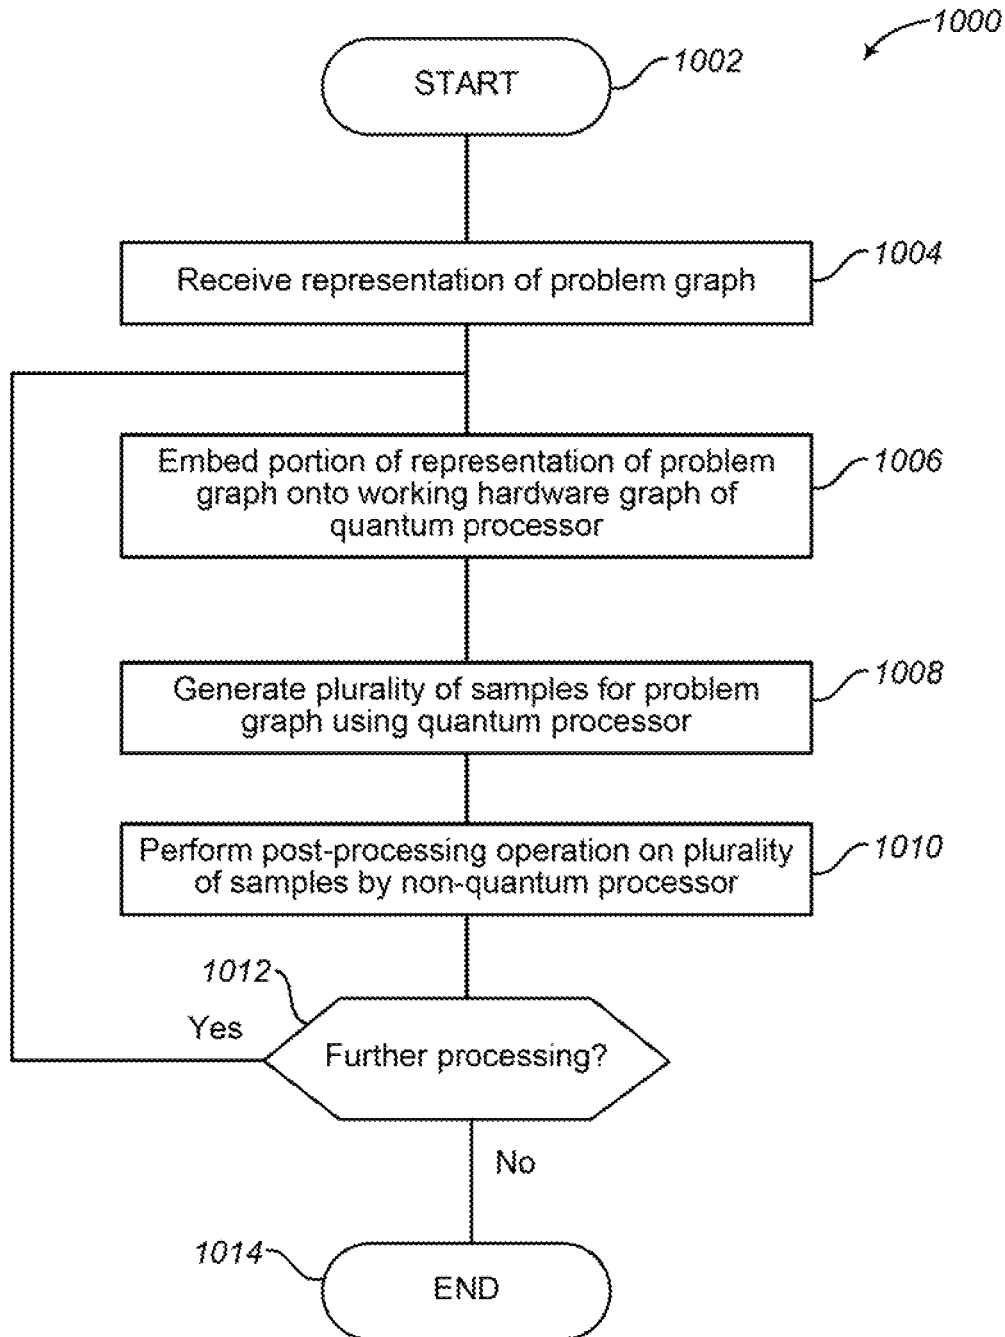 1000
START
1002
Receive representation of problem graph
1004
Embed portion of representation of problem
graph onto working hardware graph of
quantum processor
1006
Generate plurality of samples for problem
graph using quantum processor
1008
Perform post-processing operation on plurality
of samples by non-quantum processor
1010
1012
Yes
Further processing?
No
1014
END